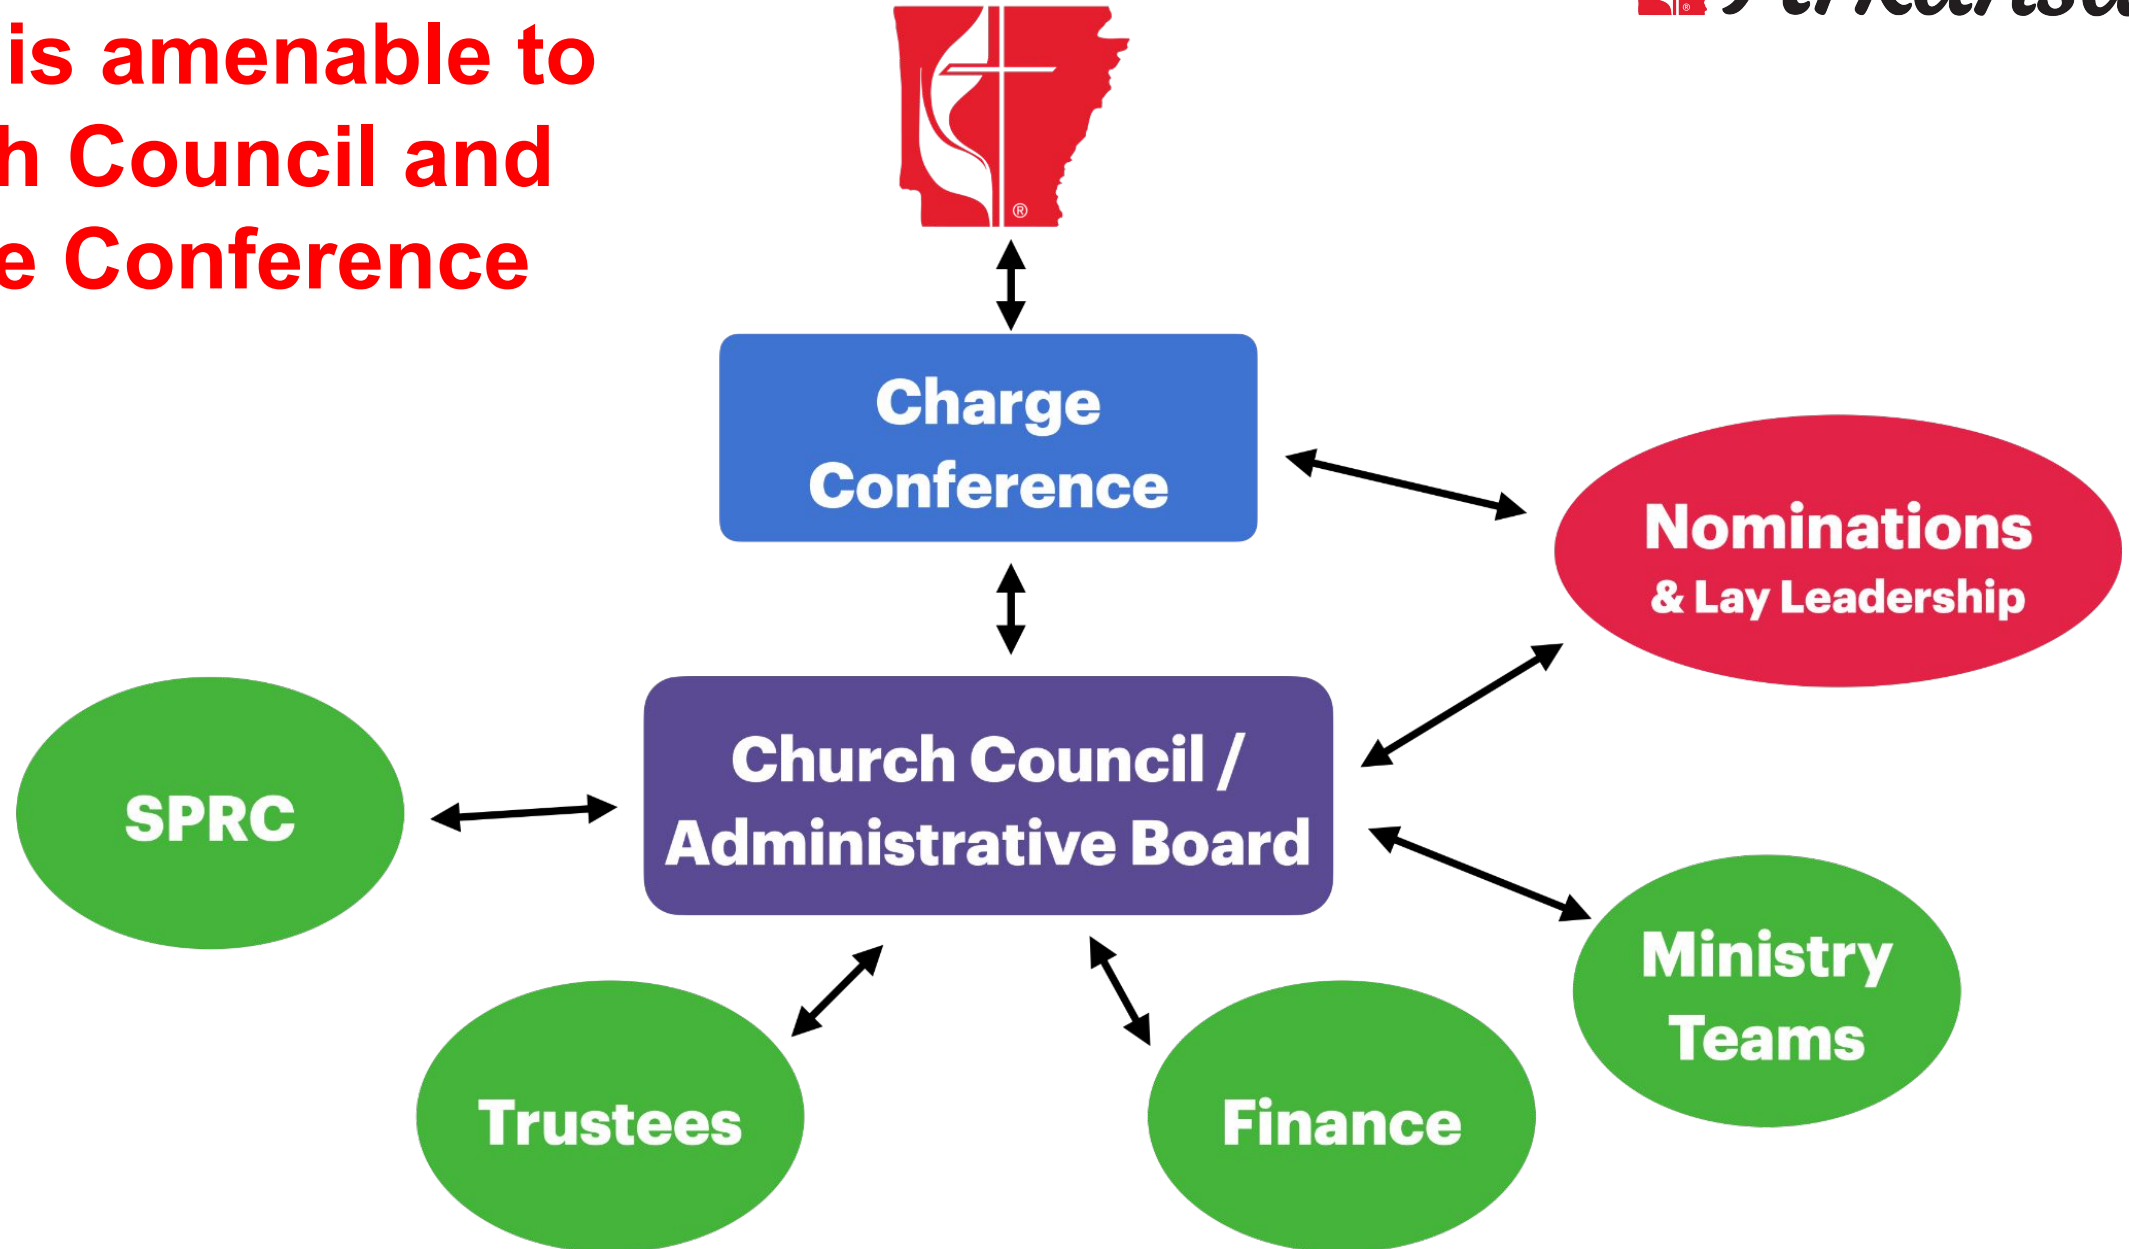 is amenable to
Council and
Conference
®
Charge
Conference
Nominations
& Lay Leadership
SPRC
Church Council /
Administrative Board
Ministry
Teams
Trustees
Finance